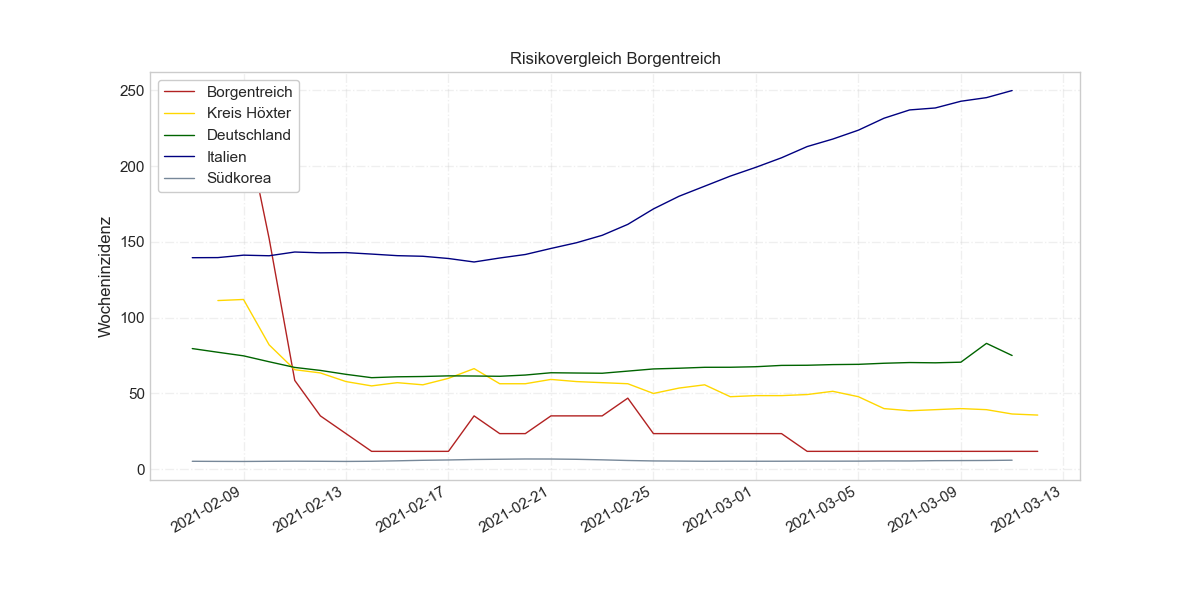 Risikovergleich Borgentreich
Borgentreich
Kreis Höxter
Deutschland
Italien
Südkorea
Wocheninzidenz
250
200
150
100
50
0
2021-02-09
2021-02-13
2021-02-17
2021-02-21
2021-02-25
2021-03-01
2021-03-05
2021-03-09
2021-03-13